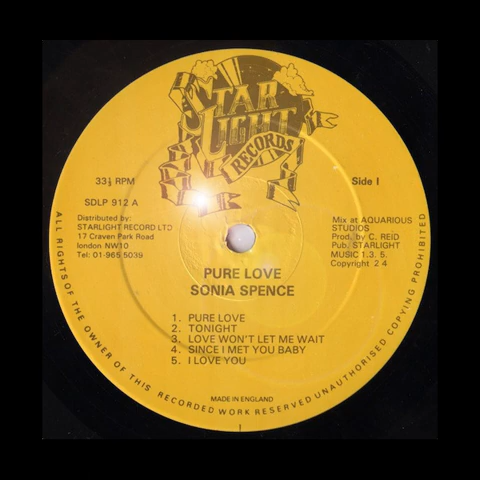 STAR
LIGHT
RECORDS
33⅓ RPM
Side I
SDLP 912 A
Distributed by:
STARLIGHT RECORD LTD
17 Craven Park Road
london NW10
Tel: 01-965 5039
Mix at AQUARIOUS
STUDIOS
Prod. by C. REID
Pub. STARLIGHT
MUSIC 1.3. 5.
Copyright 2 4
PURE LOVE
SONIA SPENCE
1. PURE LOVE
2. TONIGHT
3. LOVE WON'T LET ME WAIT
4. SINCE I MET YOU BABY
5. I LOVE YOU
MADE IN ENGLAND
ALL RIGHTS OF THE OWNER OF THIS RECORDED WORK RESERVED UNAUTHORISED COPYING PROHIBITED